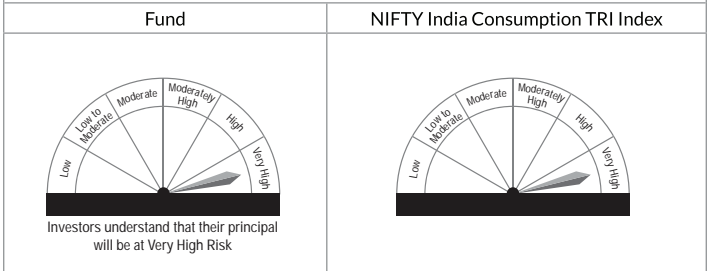 Fund
NIFTY India Consumption TRI Index
Low
Low to
Moderate
Moderate
Moderately
High
High
Very High
Low
Low to
Moderate
Moderate
Moderately
High
High
Very High
Investors understand that their principal
will be at Very High Risk